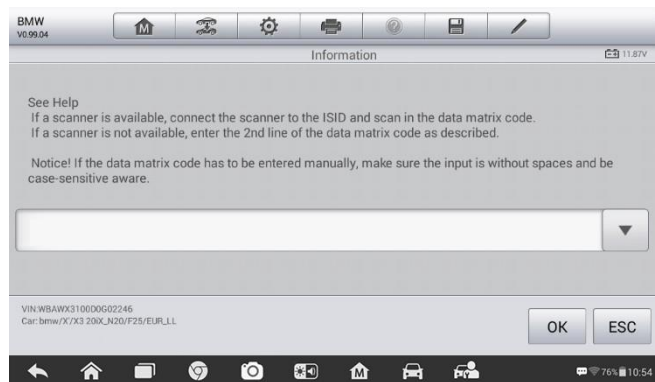 BMW
V0.99.04
Information
11.87V
See Help
If a scanner is available, connect the scanner to the ISID and scan in the data matrix code.
If a scanner is not available, enter the 2nd line of the data matrix code as described.
Notice! If the data matrix code has to be entered manually, make sure the input is without spaces and be
case-sensitive aware.
VIN:WBAWX3100D0G02246
Car: bmw/X'/X3 20iX_N20/F25/EUR_LL
OK
ESC
76% 10:54